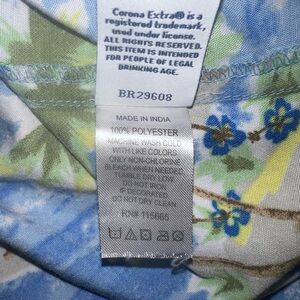 Corona Extra® is a
registered trademark,
used under license.
ALL RIGHTS RESERVED.
THIS ITEM IS INTENDED
FOR PEOPLE OF LEGAL
DRINKING AGE.
BR29608
MADE IN INDIA
100% POLYESTER
MACHINE WASH COLD
WITH LIKE COLORS
ONLY NON-CHLORINE
BLEACH WHEN NEEDED
TUMBLE DRY LOW
DO NOT IRON
IF DECORATED
DO NOT DRY CLEAN
RN# 115665